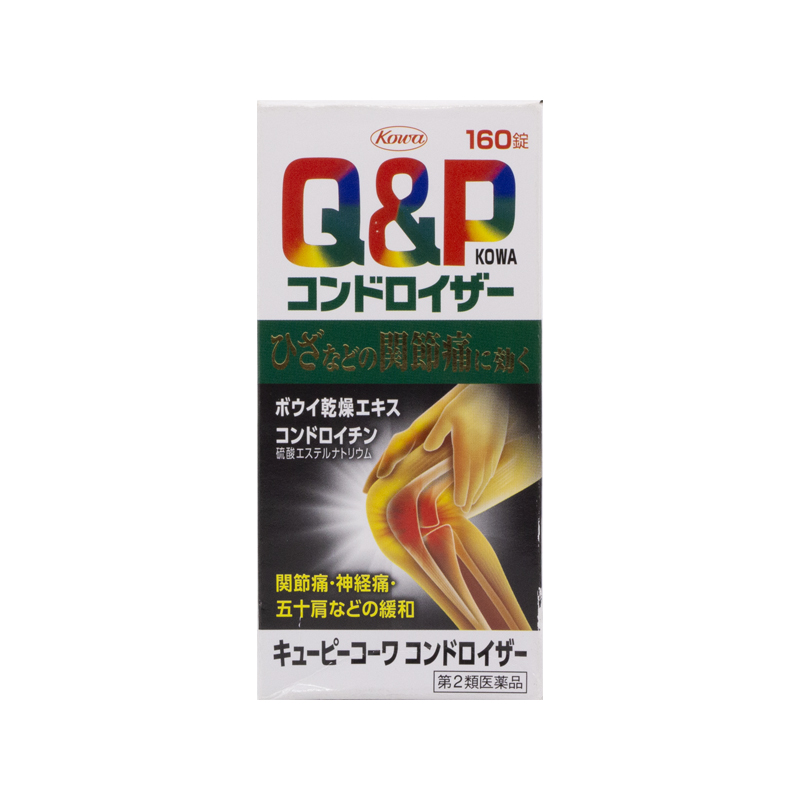 Kowa
160錠
Q&P
KOWA
コンドロイザー
ひざなどの関節痛に効く
ボウイ乾燥エキス
コンドロイチン
硫酸エステルナトリウム
関節痛・神経痛・
五十肩などの緩和
キューピーコーワ コンドロイザー
第2類医薬品